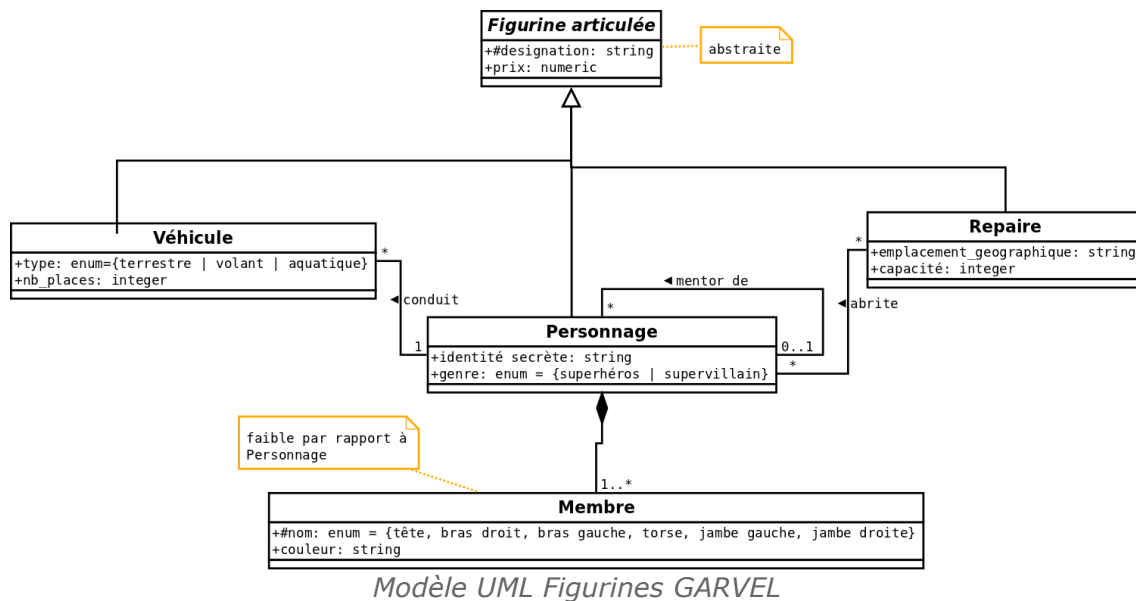 Figurine articulée
+#designation: string
+prix: numeric
abstraite
Véhicule
+type: enum={terrestre | volant | aquatique}
+nb_places: integer
Repaire
+emplacement_geographique: string
+capacité: integer
*
*
◄ mentor de
◄ conduit
*
◄ abrite
Personnage
+identité secrète: string
+genre: enum = {superhéros | supervillain}
1
0..1
*
faible par rapport à
Personnage
1..*
Membre
+#nom: enum = {tête, bras droit, bras gauche, torse, jambe gauche, jambe droite}
+couleur: string
Modèle UML Figurines GARVEL